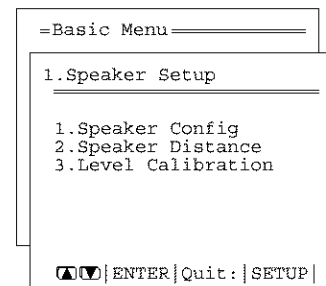 =Basic Menu
1.Speaker Setup
1.Speaker Config
2.Speaker Distance
3.Level Calibration
▲▼|ENTER|Quit:|SETUP|